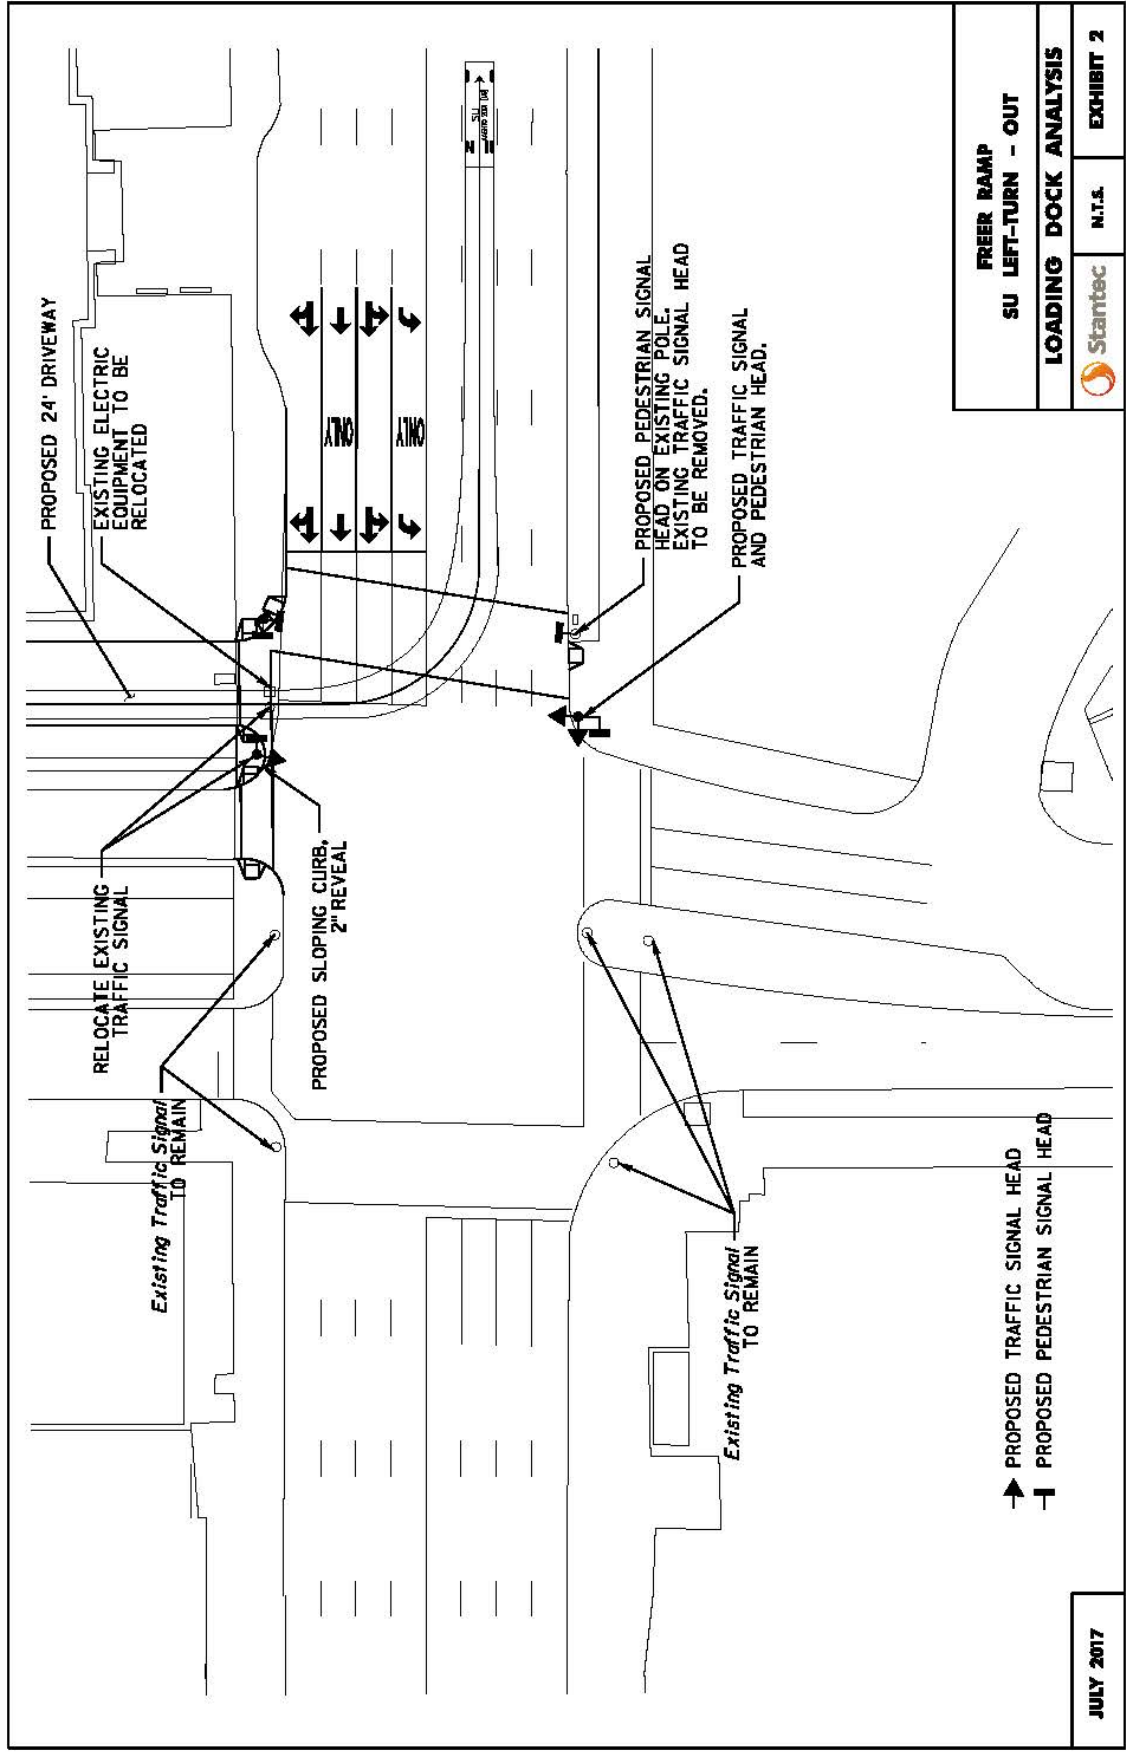 PROPOSED 24' DRIVEWAY
EXISTING ELECTRIC
EQUIPMENT TO BE
RELOCATED
RELOCATE EXISTING
TRAFFIC SIGNAL
Existing Traffic Signal
TO REMAIN
PROPOSED SLOPING CURB,
2" REVEAL
ONLY
ONLY
SU
PROPOSED PEDESTRIAN SIGNAL
HEAD ON EXISTING POLE.
EXISTING TRAFFIC SIGNAL HEAD
TO BE REMOVED.
PROPOSED TRAFFIC SIGNAL
AND PEDESTRIAN HEAD.
Existing Traffic Signal
TO REMAIN
PROPOSED TRAFFIC SIGNAL HEAD
PROPOSED PEDESTRIAN SIGNAL HEAD
JULY 2017
FREER RAMP
SU LEFT-TURN - OUT
LOADING DOCK ANALYSIS
Stantec
N.T.S.
EXHIBIT 2